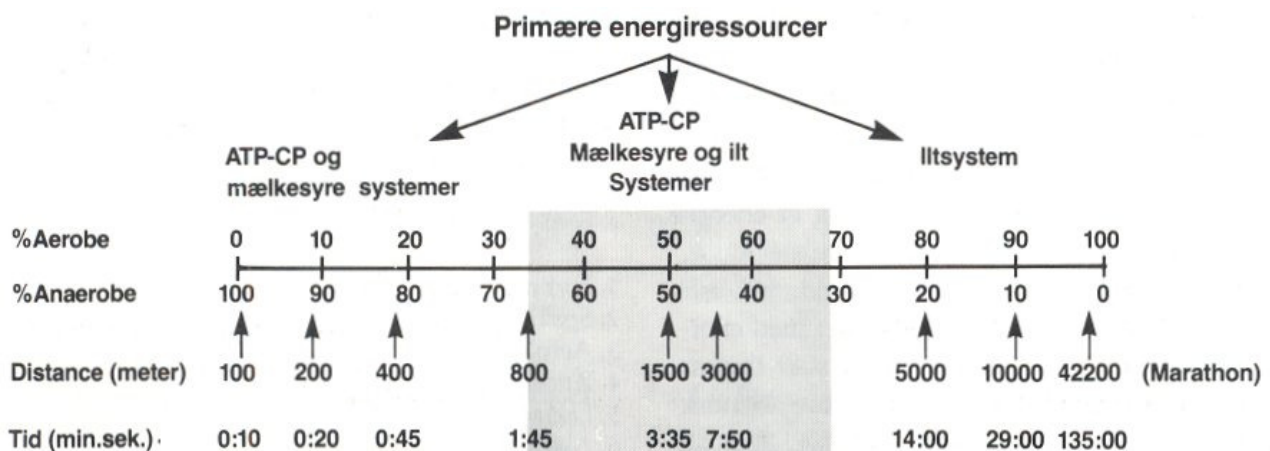 Primære energiressourcer
ATP-CP og
mælkesyre systemer
ATP-CP
Mælkesyre og ilt
Systemer
Iltsystem
%Aerobe 0 10 20 30 40 50 60 70 80 90 100
%Anaerobe 100 90 80 70 60 50 40 30 20 10 0
Distance (meter) 100 200 400 800 1500 3000 5000 10000 42200 (Marathon)
Tid (min.sek.) 0:10 0:20 0:45 1:45 3:35 7:50 14:00 29:00 135:00